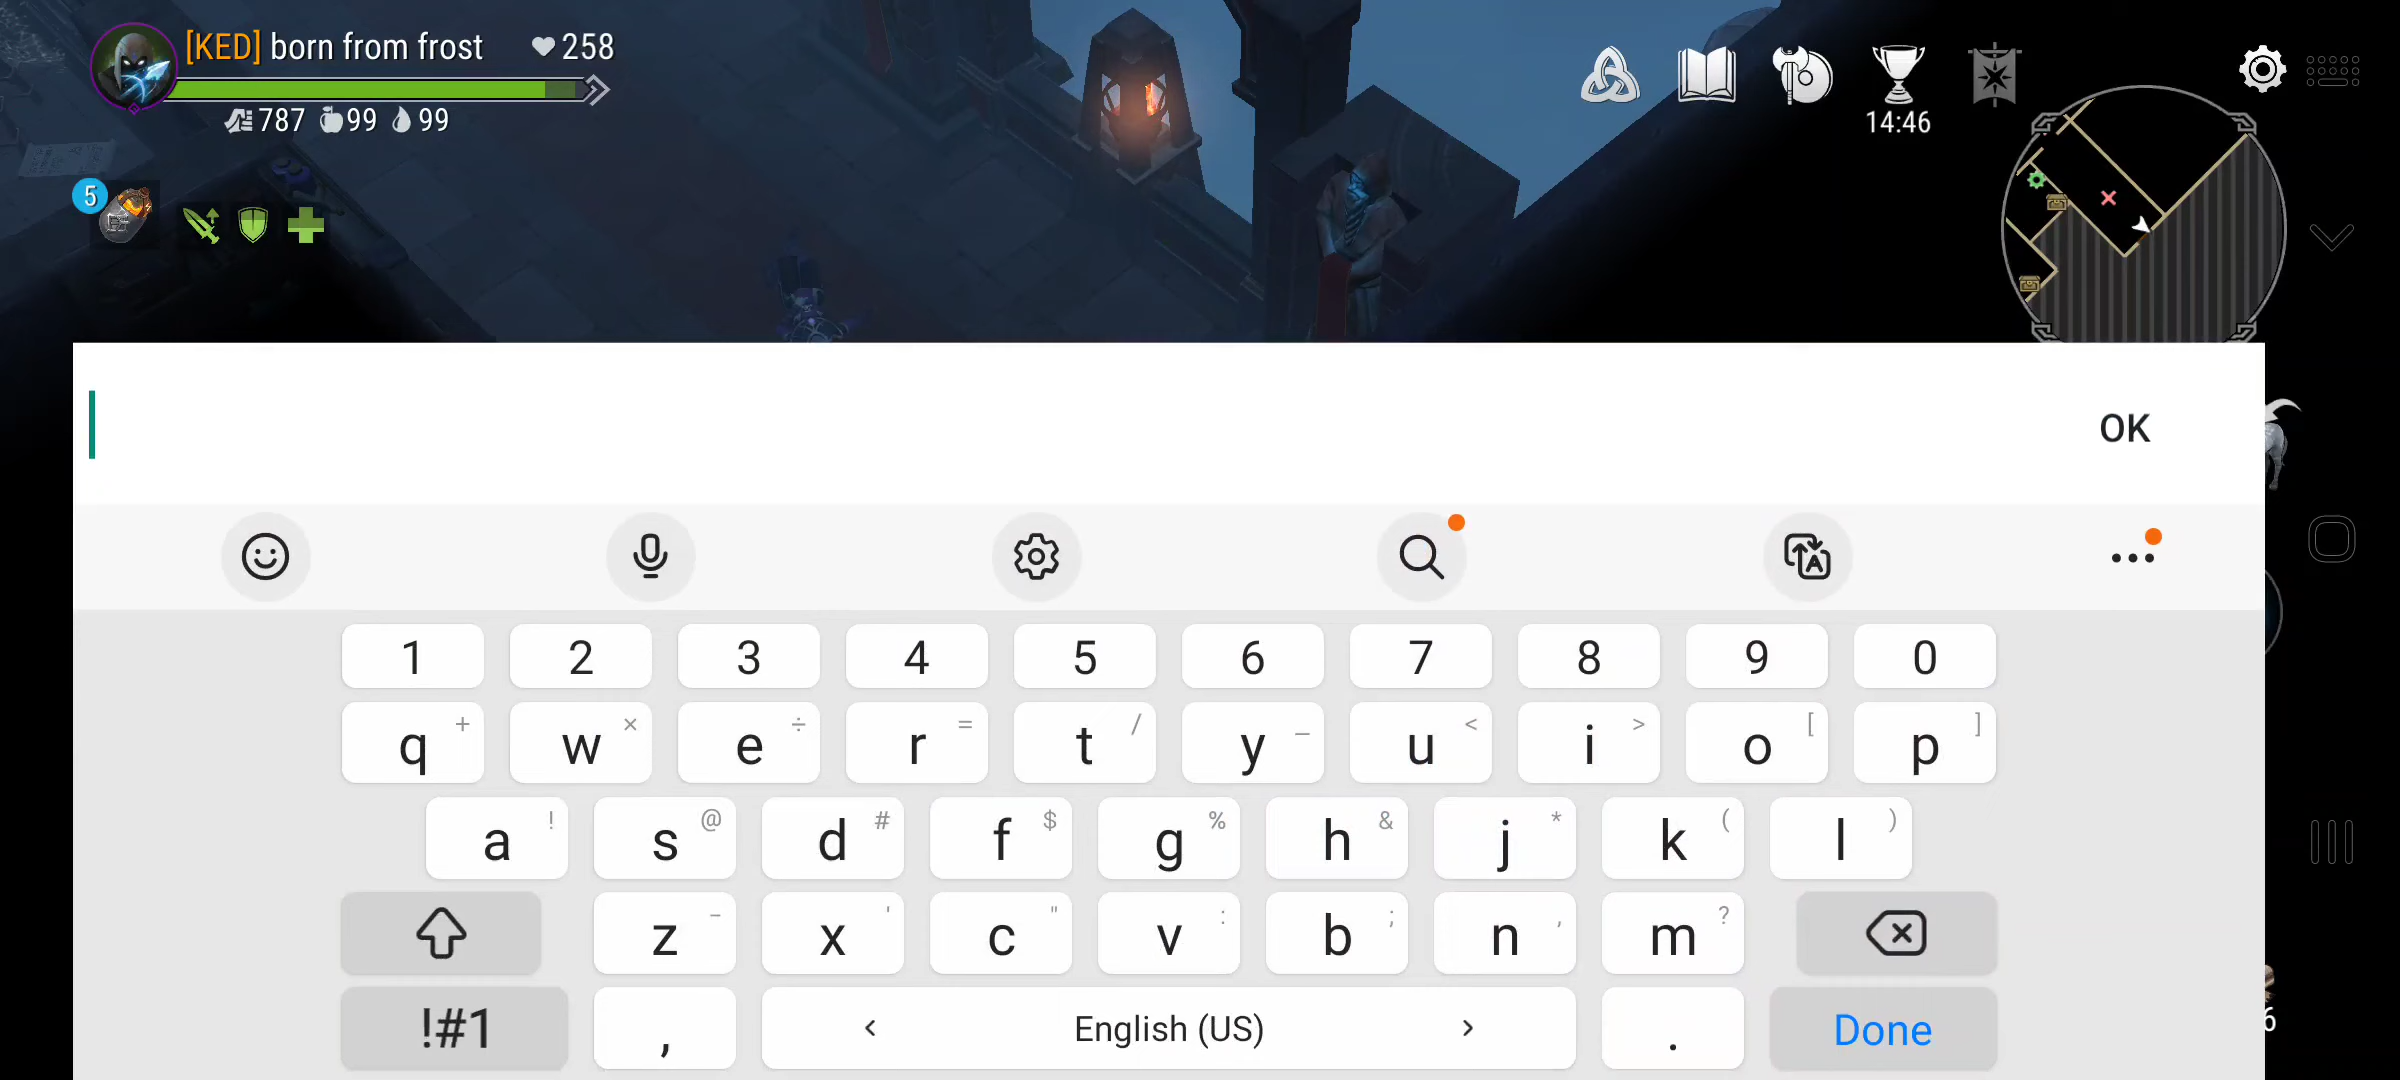 [KED] born from frost 258
787 99 99
14:46
5
OK
1 2 3 4 5 6 7 8 9 0
q + w × e ÷ r = t / y _ u < i > o [ p ]
a ! s @ d # f $ g % h & j * k ( l )
z - x ' c " v : b ; n , m ?
!#1 , < English (US) > . Done
6